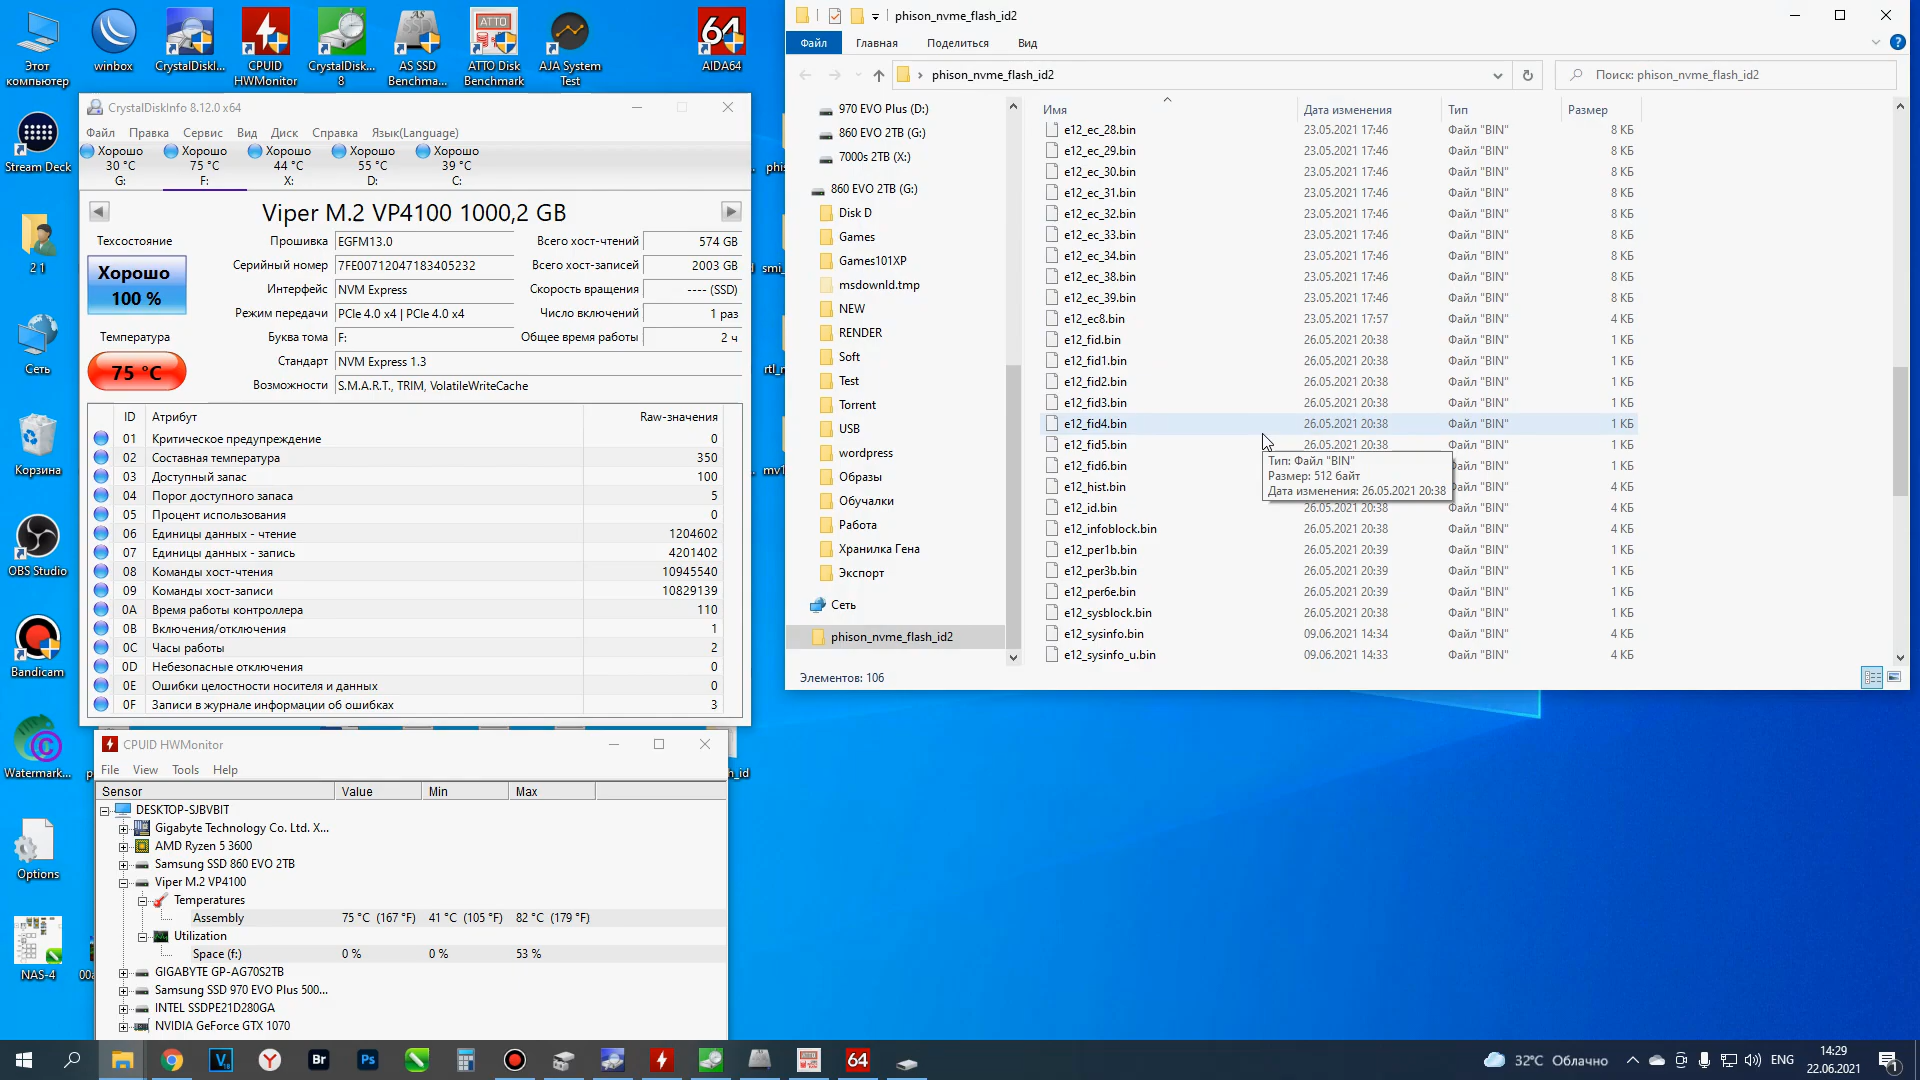 Этот компьютер
winbox
CrystalDiskI...
CPUID HWMonitor
CrystalDisk... 8
AS SSD Benchma...
ATTO Disk Benchmark
AJA System Test
AIDA64
Stream Deck
2 1
Сеть
Корзина
OBS Studio
Bandicam
Watermark...
Options
NAS-4
CrystalDiskInfo 8.12.0 x64
Файл Правка Сервис Вид Диск Справка Язык(Language)
Хорошо Хорошо Хорошо Хорошо Хорошо
30 °C 75 °C 44 °C 55 °C 39 °C
G: F: X: D: C:
Viper M.2 VP4100 1000,2 GB
Техсостояние
Хорошо
100 %
Температура
75 °C
Прошивка EGFM13.0 Всего хост-чтений 574 GB
Серийный номер 7FE00712047183405232 Всего хост-записей 2003 GB
Интерфейс NVM Express Скорость вращения ---- (SSD)
Режим передачи PCIe 4.0 x4 | PCIe 4.0 x4 Число включений 1 раз
Буква тома F: Общее время работы 2 ч
Стандарт NVM Express 1.3
Возможности S.M.A.R.T., TRIM, VolatileWriteCache
ID Атрибут Raw-значения
01 Критическое предупреждение 0
02 Составная температура 350
03 Доступный запас 100
04 Порог доступного запаса 5
05 Процент использования 0
06 Единицы данных - чтение 1204602
07 Единицы данных - запись 4201402
08 Команды хост-чтения 10945540
09 Команды хост-записи 10829139
0A Время работы контроллера 110
0B Включения/отключения 1
0C Часы работы 2
0D Небезопасные отключения 0
0E Ошибки целостности носителя и данных 0
0F Записи в журнале информации об ошибках 3
CPUID HWMonitor
File View Tools Help
Sensor Value Min Max
DESKTOP-SJBVBIT
Gigabyte Technology Co. Ltd. X...
AMD Ryzen 5 3600
Samsung SSD 860 EVO 2TB
Viper M.2 VP4100
Temperatures
Assembly 75 °C (167 °F) 41 °C (105 °F) 82 °C (179 °F)
Utilization
Space (f:) 0 % 0 % 53 %
GIGABYTE GP-AG70S2TB
Samsung SSD 970 EVO Plus 500...
INTEL SSDPE21D280GA
NVIDIA GeForce GTX 1070
phison_nvme_flash_id2
Файл Главная Поделиться Вид
phison_nvme_flash_id2
Поиск: phison_nvme_flash_id2
970 EVO Plus (D:)
860 EVO 2TB (G:)
7000s 2TB (X:)
860 EVO 2TB (G:)
Disk D
Games
Games101XP
msdownld.tmp
NEW
RENDER
Soft
Test
Torrent
USB
wordpress
Образы
Обучалки
Работа
Хранилка Гена
Экспорт
Сеть
phison_nvme_flash_id2
Имя Дата изменения Тип Размер
e12_ec_28.bin 23.05.2021 17:46 Файл "BIN" 8 КБ
e12_ec_29.bin 23.05.2021 17:46 Файл "BIN" 8 КБ
e12_ec_30.bin 23.05.2021 17:46 Файл "BIN" 8 КБ
e12_ec_31.bin 23.05.2021 17:46 Файл "BIN" 8 КБ
e12_ec_32.bin 23.05.2021 17:46 Файл "BIN" 8 КБ
e12_ec_33.bin 23.05.2021 17:46 Файл "BIN" 8 КБ
e12_ec_34.bin 23.05.2021 17:46 Файл "BIN" 8 КБ
e12_ec_38.bin 23.05.2021 17:46 Файл "BIN" 8 КБ
e12_ec_39.bin 23.05.2021 17:46 Файл "BIN" 8 КБ
e12_ec8.bin 23.05.2021 17:57 Файл "BIN" 4 КБ
e12_fid.bin 26.05.2021 20:38 Файл "BIN" 1 КБ
e12_fid1.bin 26.05.2021 20:38 Файл "BIN" 1 КБ
e12_fid2.bin 26.05.2021 20:38 Файл "BIN" 1 КБ
e12_fid3.bin 26.05.2021 20:38 Файл "BIN" 1 КБ
e12_fid4.bin 26.05.2021 20:38 Файл "BIN" 1 КБ
e12_fid5.bin 26.05.2021 20:38 Файл "BIN" 1 КБ
e12_fid6.bin "BIN" 1 КБ
e12_hist.bin "BIN" 4 КБ
e12_id.bin 26.05.2021 20:38 Файл "BIN" 4 КБ
e12_infoblock.bin 26.05.2021 20:38 Файл "BIN" 4 КБ
e12_per1b.bin 26.05.2021 20:39 Файл "BIN" 1 КБ
e12_per3b.bin 26.05.2021 20:39 Файл "BIN" 1 КБ
e12_per6e.bin 26.05.2021 20:39 Файл "BIN" 1 КБ
e12_sysblock.bin 26.05.2021 20:38 Файл "BIN" 1 КБ
e12_sysinfo.bin 09.06.2021 14:34 Файл "BIN" 4 КБ
e12_sysinfo_u.bin 09.06.2021 14:33 Файл "BIN" 4 КБ
Тип: Файл "BIN"
Размер: 512 байт
Дата изменения: 26.05.2021 20:38
Элементов: 106
32°C Облачно
ENG
14:29
22.06.2021